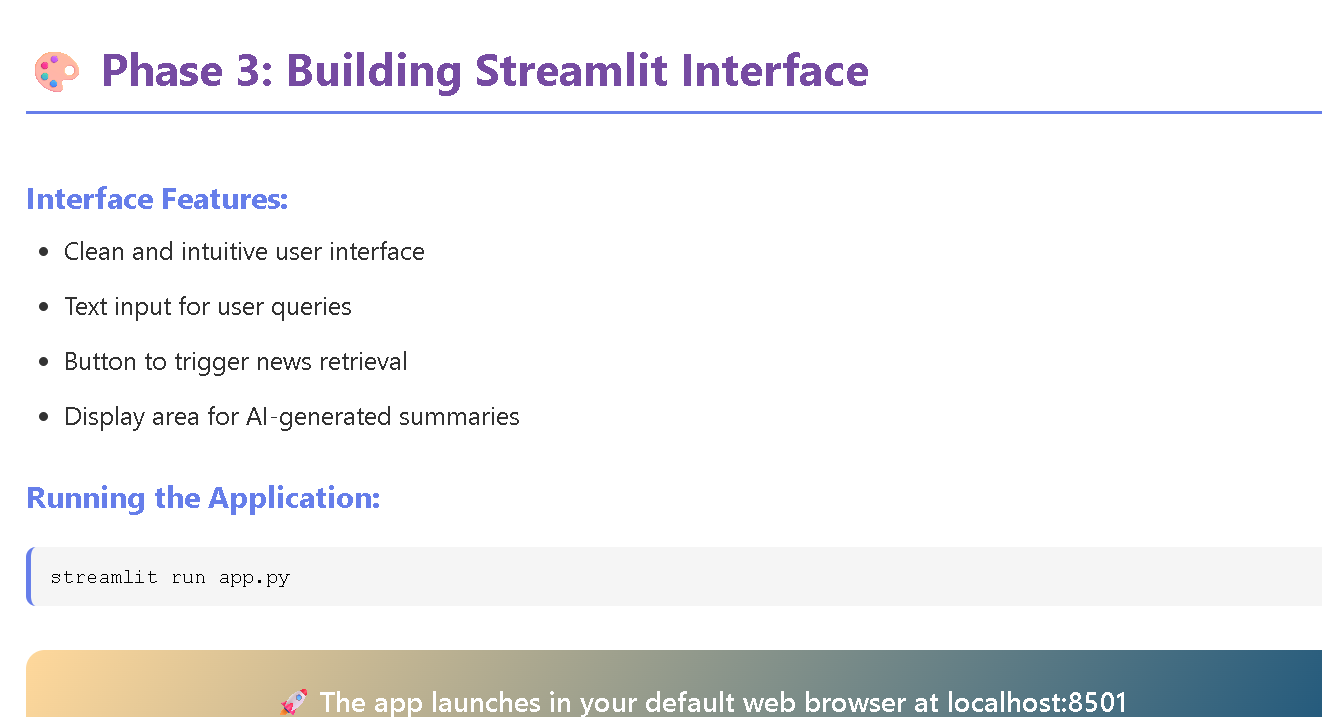 Phase 3: Building Streamlit Interface
Interface Features:
Clean and intuitive user interface
Text input for user queries
Button to trigger news retrieval
Display area for AI-generated summaries
Running the Application:
streamlit run app.py
The app launches in your default web browser at localhost:8501